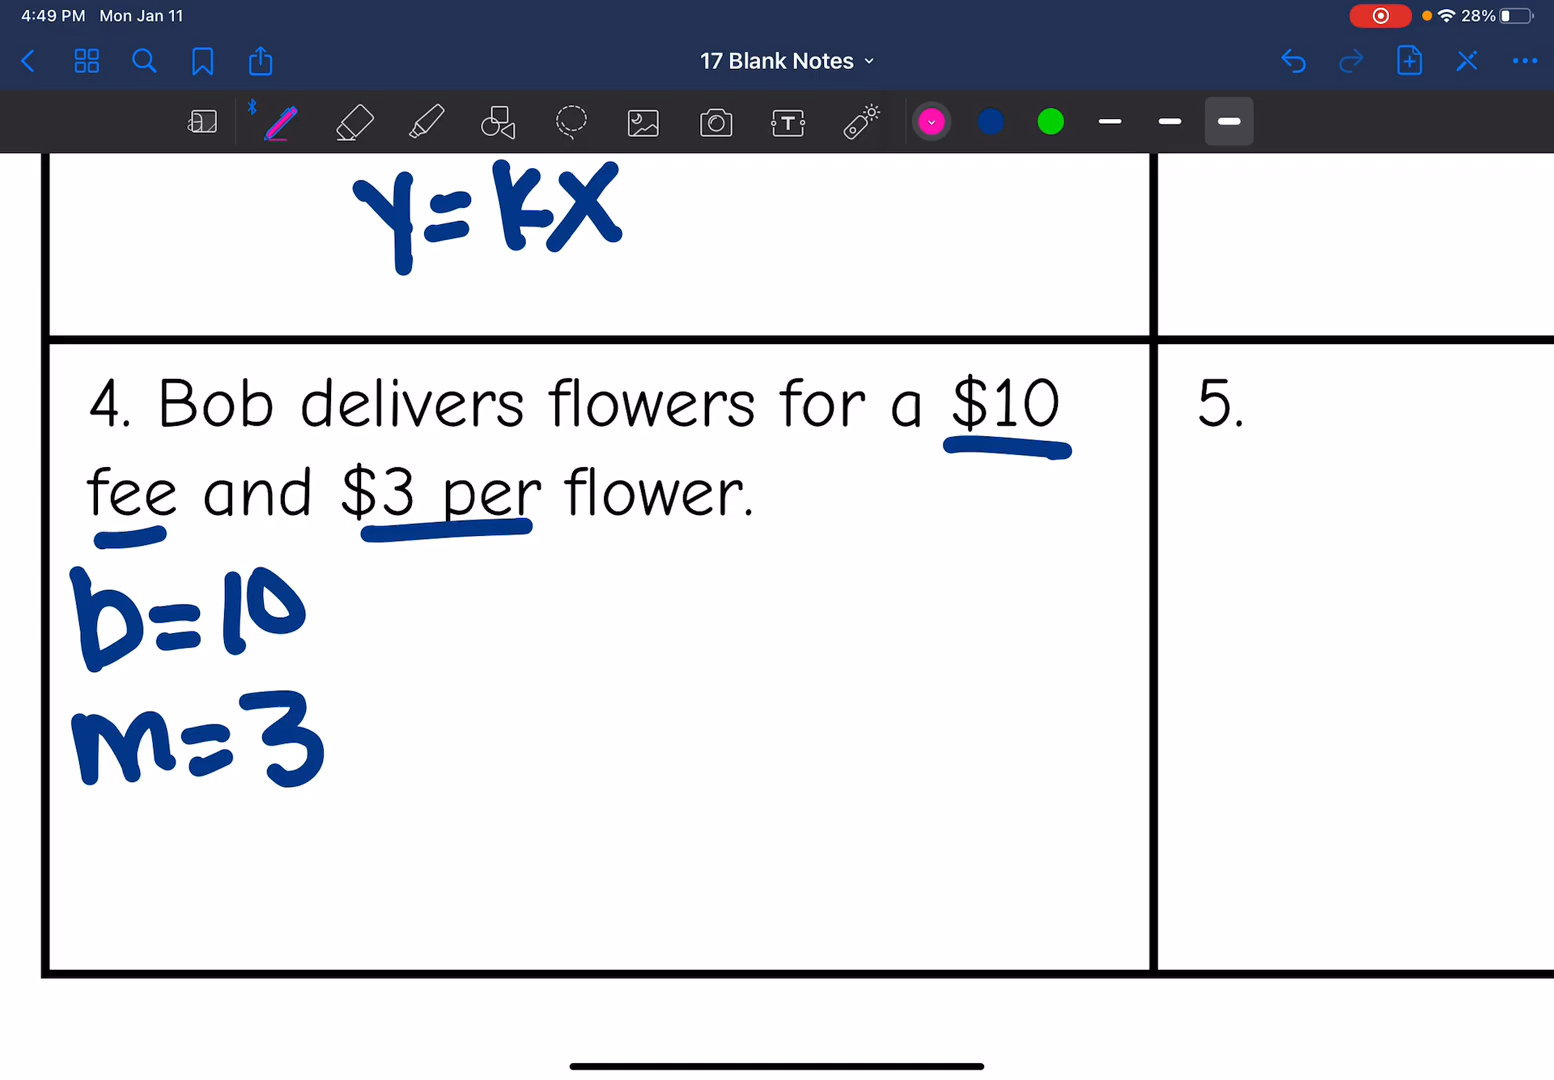 4:49 PM Mon Jan 11
28%
17 Blank Notes
T
y=kx
4. Bob delivers flowers for a $10
fee and $3 per flower.
b=10
m=3
5.